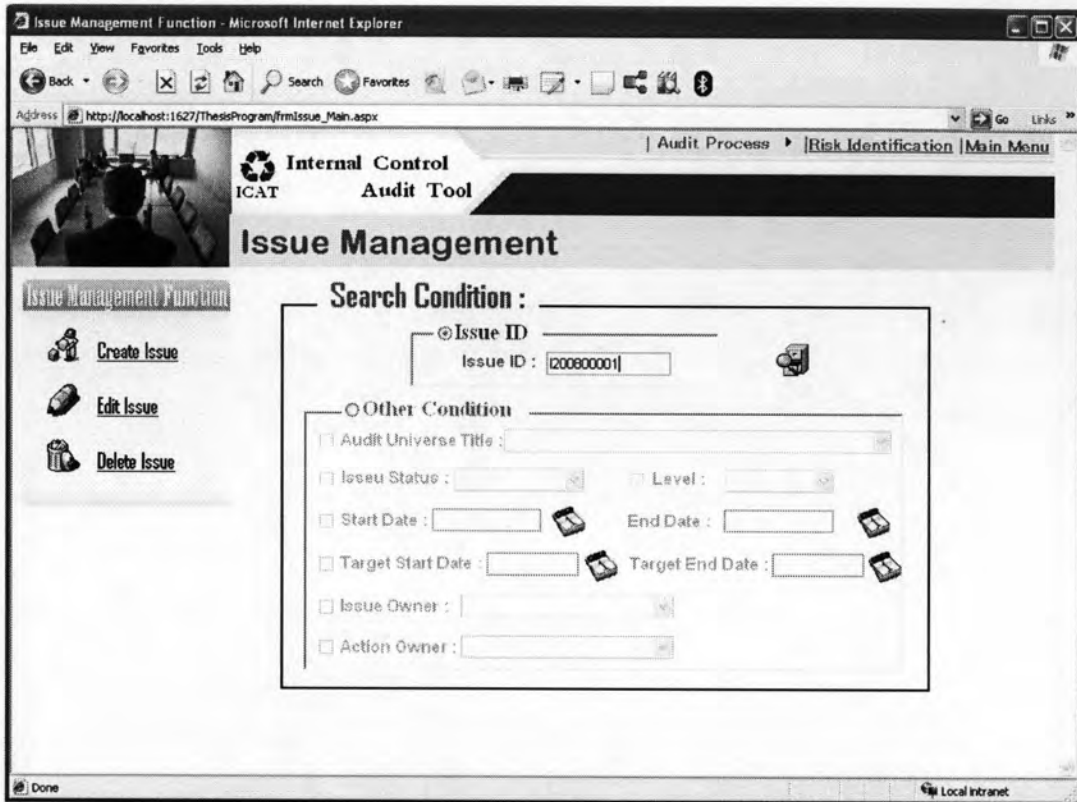 Issue Management Function - Microsoft Internet Explorer
File Edit View Favorites Tools Help
Back Search Favorites
Address http://localhost:1627/ThesisProgram/frmIssue_Main.aspx Go Links »
| Audit Process |Risk Identification |Main Menu
Internal Control
ICAT Audit Tool
Issue Management
Issue Management Function
Create Issue
Edit Issue
Delete Issue
Search Condition :
Issue ID
Issue ID : I200800001
Other Condition
Audit Universe Title :
Isseu Status : Level :
Start Date : End Date :
Target Start Date : Target End Date :
Issue Owner :
Action Owner :
Done Local intranet